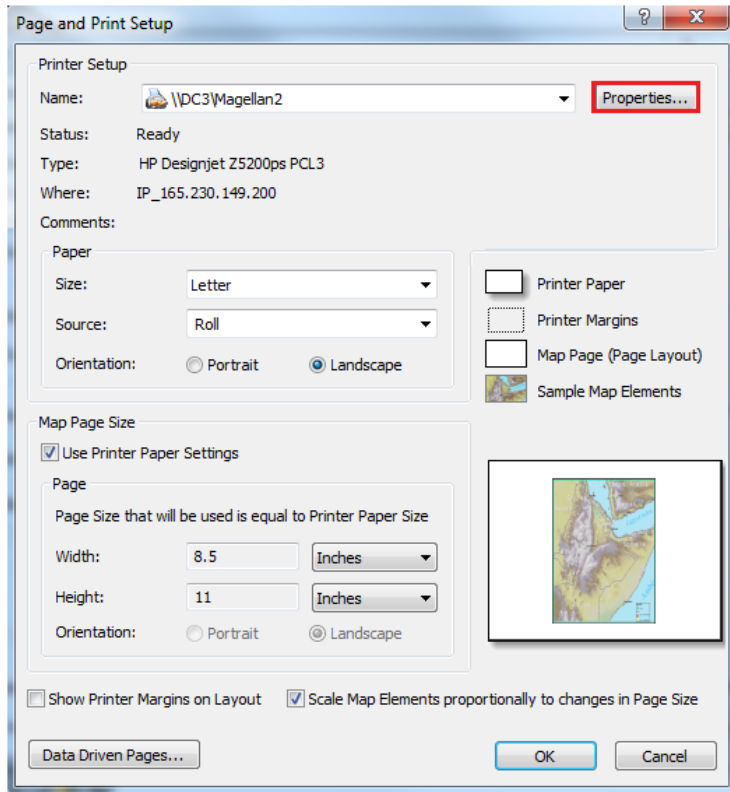 Page and Print Setup
Printer Setup
Name: \\DC3\Magellan2 Properties...
Status: Ready
Type: HP Designjet Z5200ps PCL3
Where: IP_165.230.149.200
Comments:
Paper
Size: Letter
Source: Roll
Orientation: Portrait Landscape
Printer Paper
Printer Margins
Map Page (Page Layout)
Sample Map Elements
Map Page Size
Use Printer Paper Settings
Page
Page Size that will be used is equal to Printer Paper Size
Width: 8.5 Inches
Height: 11 Inches
Orientation: Portrait Landscape
Show Printer Margins on Layout Scale Map Elements proportionally to changes in Page Size
Data Driven Pages... OK Cancel